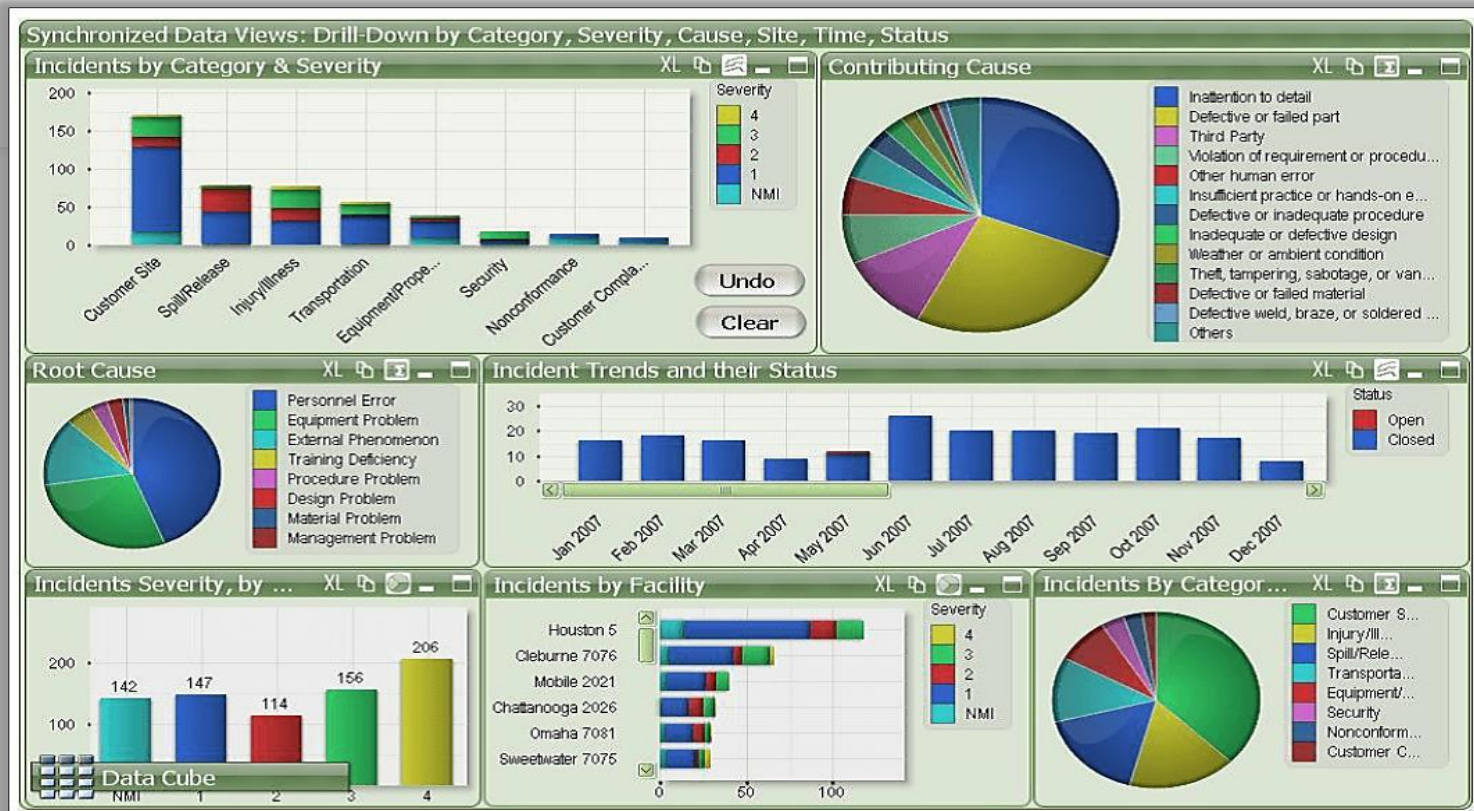 Synchronized Data Views: Drill-Down by Category, Severity, Cause, Site, Time, Status
Incidents by Category & Severity
XL
200
150
100
50
0
Customer Site
Spill/Release
Injury/Illness
Transportation
Equipment/Prope...
Security
Nonconformance
Customer Compla...
Severity
4
3
2
1
NMI
Undo
Clear
Contributing Cause
XL
Inattention to detail
Defective or failed part
Third Party
Violation of requirement or procedu...
Other human error
Insufficient practice or hands-on e...
Defective or inadequate procedure
Inadequate or defective design
Weather or ambient condition
Theft, tampering, sabotage, or van...
Defective or failed material
Defective weld, braze, or soldered ...
Others
Root Cause
XL
Personnel Error
Equipment Problem
External Phenomenon
Training Deficiency
Procedure Problem
Design Problem
Material Problem
Management Problem
Incident Trends and their Status
XL
30
20
10
0
Jan 2007
Feb 2007
Mar 2007
Apr 2007
May 2007
Jun 2007
Jul 2007
Aug 2007
Sep 2007
Oct 2007
Nov 2007
Dec 2007
Status
Open
Closed
Incidents Severity, by ...
XL
200
100
142
147
114
156
206
NMI
1
2
3
4
Data Cube
Incidents by Facility
XL
Houston 5
Cleburne 7076
Mobile 2021
Chattanooga 2026
Omaha 7081
Sweetwater 7075
0
50
100
Severity
4
3
2
1
NMI
Incidents By Categor...
XL
Customer S...
Injury/Ill...
Spill/Rele...
Transporta...
Equipment/...
Security
Nonconform...
Customer C...